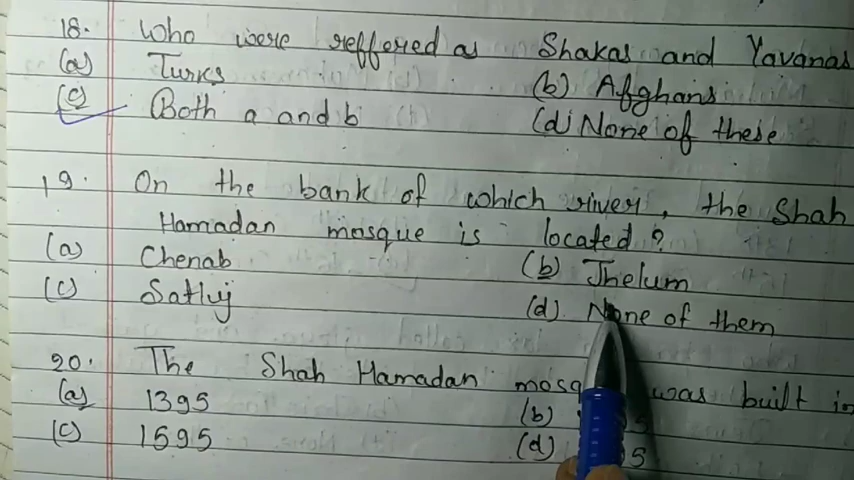 18. Who were reffered as Shakas and Yavanas
(a) Turks (b) Afghans
(c) Both a and b (d) None of these
19. On the bank of which river, the Shah
Hamadan mosque is located?
(a) Chenab (b) Jhelum
(c) Satluj (d) None of them
20. The Shah Hamadan was built in
(a) 1395 (b)
(c) 1595 (d)